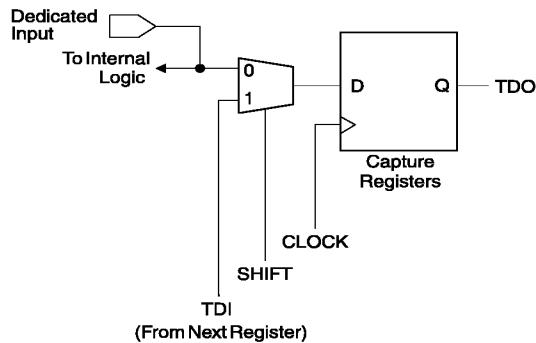 Dedicated
Input
To Internal
Logic
0
1
D
Q
TDO
Capture
Registers
CLOCK
SHIFT
TDI
(From Next Register)